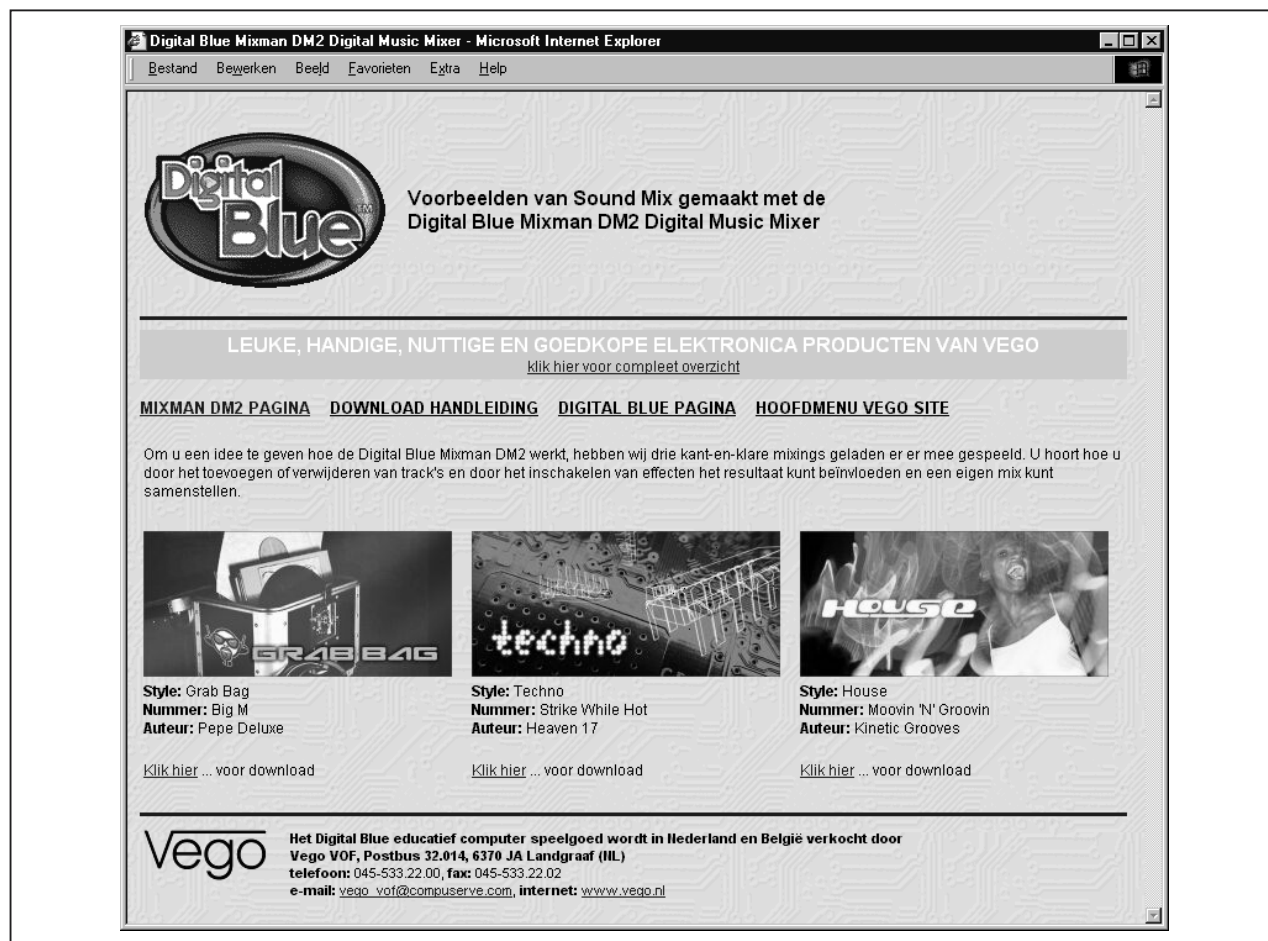 Digital Blue Mixman DM2 Digital Music Mixer - Microsoft Internet Explorer
Bestand Bewerken Beeld Favorieten Extra Help
Digital
Blue TM
Voorbeelden van Sound Mix gemaakt met de
Digital Blue Mixman DM2 Digital Music Mixer
LEUKE, HANDIGE, NUTTIGE EN GOEDKOPE ELEKTRONICA PRODUCTEN VAN VEGO
klik hier voor compleet overzicht
MIXMAN DM2 PAGINA DOWNLOAD HANDLEIDING DIGITAL BLUE PAGINA HOOFDMENU VEGO SITE
Om u een idee te geven hoe de Digital Blue Mixman DM2 werkt, hebben wij drie kant-en-klare mixings geladen er er mee gespeeld. U hoort hoe u
door het toevoegen of verwijderen van track's en door het inschakelen van effecten het resultaat kunt beïnvloeden en een eigen mix kunt
samenstellen.
GRAB BAG
techno
House
Style: Grab Bag
Nummer: Big M
Auteur: Pepe Deluxe
Klik hier ... voor download
Style: Techno
Nummer: Strike While Hot
Auteur: Heaven 17
Klik hier ... voor download
Style: House
Nummer: Moovin 'N' Groovin
Auteur: Kinetic Grooves
Klik hier ... voor download
Vego
Het Digital Blue educatief computer speelgoed wordt in Nederland en België verkocht door
Vego VOF, Postbus 32.014, 6370 JA Landgraaf (NL)
telefoon: 045-533.22.00, fax: 045-533.22.02
e-mail: vego_vof@compuserve.com, internet: www.vego.nl